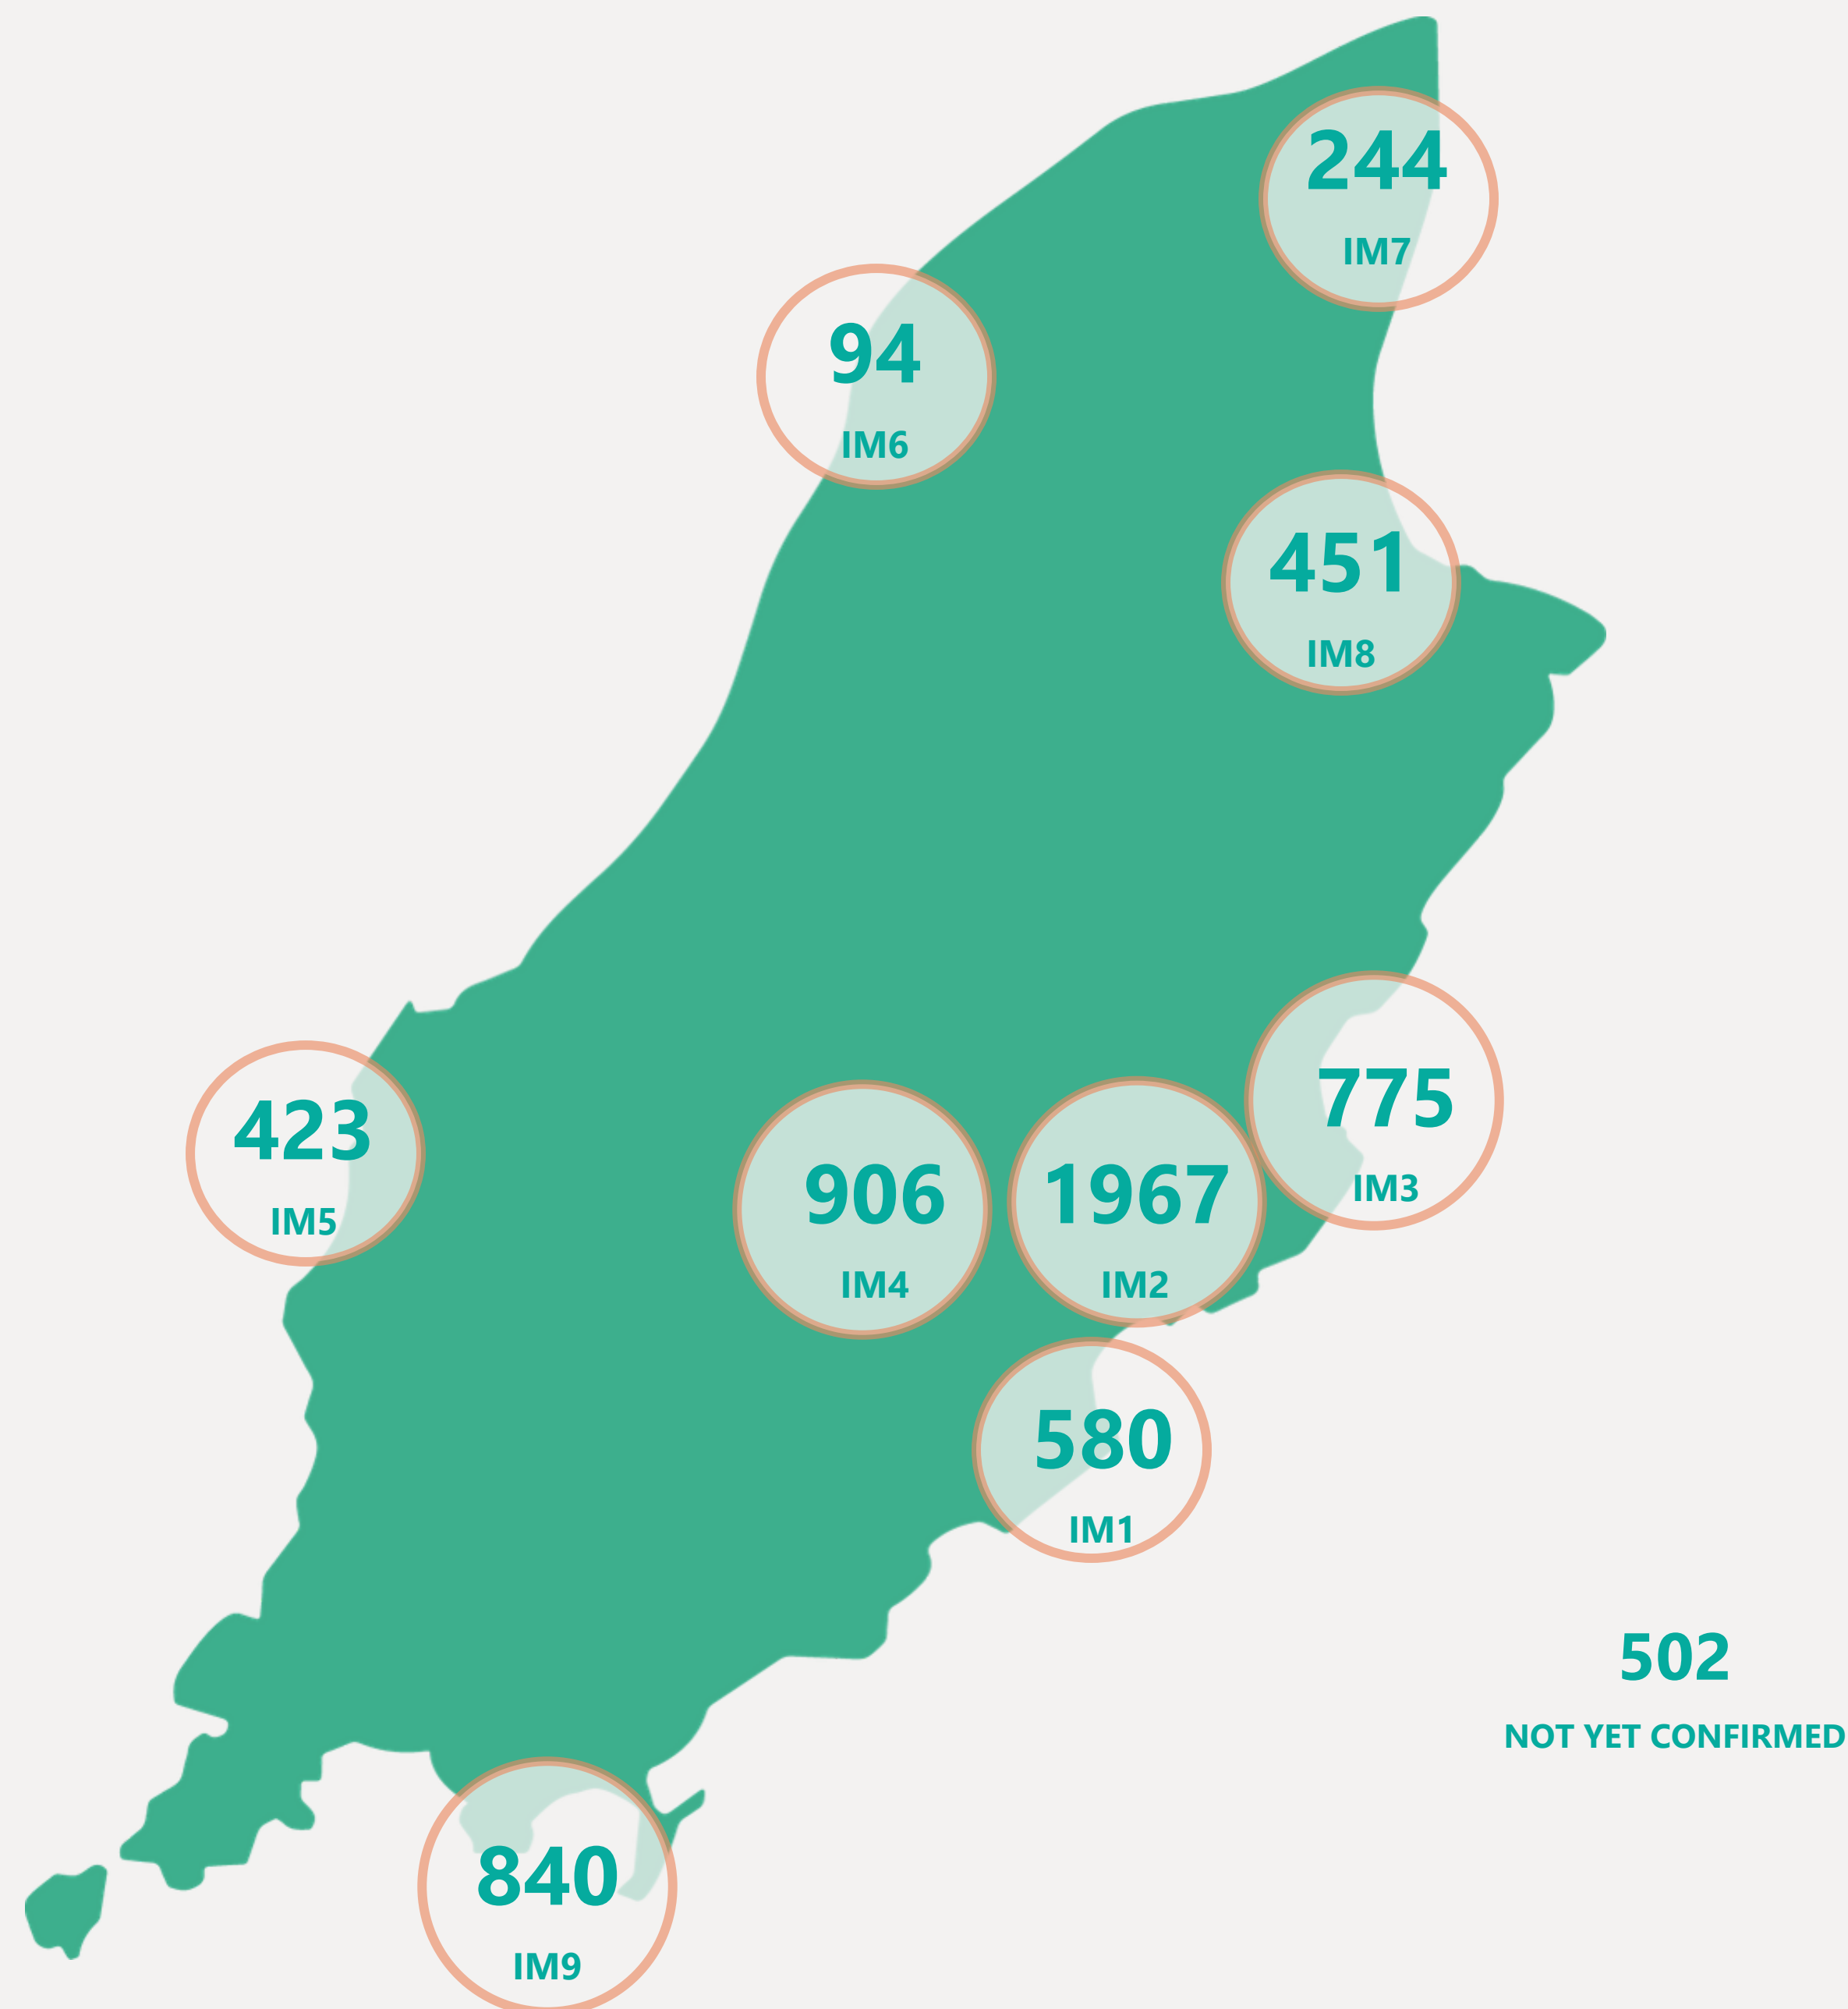 244
IM7
94
IM6
451
IM8
775
IM3
423
IM5
906
IM4
1967
IM2
580
IM1
502
NOT YET CONFIRMED
840
IM9